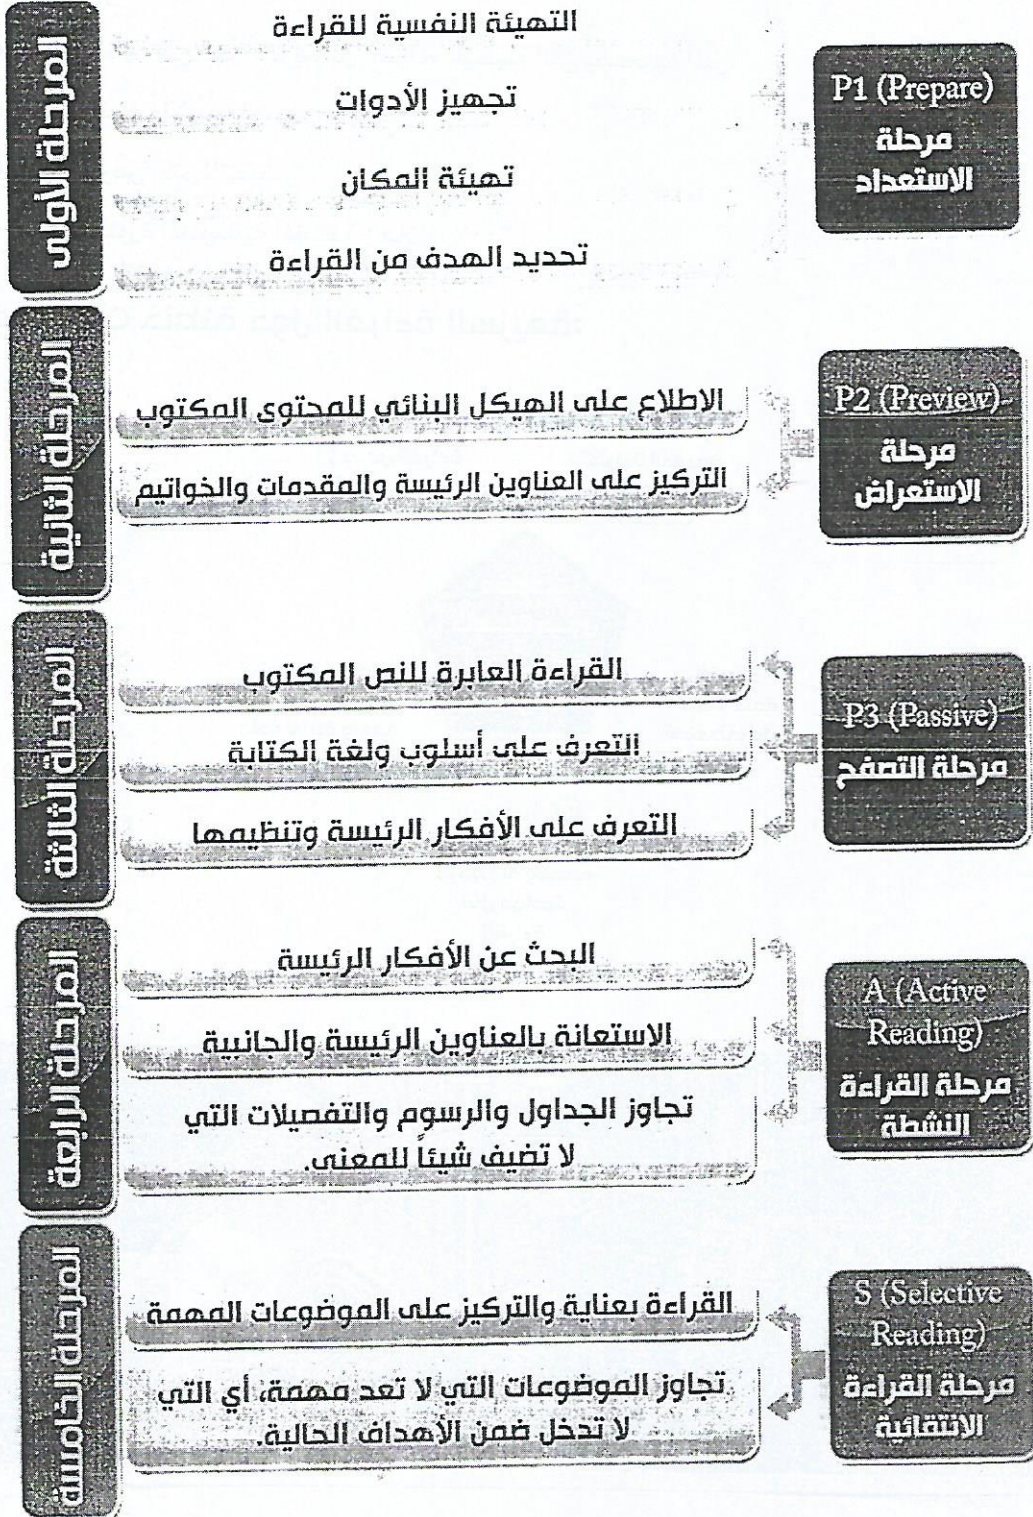 المرحلة الأولى
P1 (Prepare)
مرحلة
الاستعداد
التهيئة النفسية للقراءة
تجهيز الأدوات
تهيئة المكان
تحديد الهدف من القراءة
المرحلة الثانية
P2 (Preview)
مرحلة
الاستعراض
الاطلاع على الهيكل البنائي للمحتوى المكتوب
التركيز على العناوين الرئيسة والمقدمات والخواتيم
المرحلة الثالثة
P3 (Passive)
مرحلة التصفح
القراءة العابرة للنص المكتوب
التعرف على أسلوب ولغة الكتابة
التعرف على الأفكار الرئيسة وتنظيمها
المرحلة الرابعة
A (Active
Reading)
مرحلة القراءة
النشطة
البحث عن الأفكار الرئيسة
الاستعانة بالعناوين الرئيسة والجانبية
تجاوز الجداول والرسوم والتفصيلات التي
لا تضيف شيئاً للمعنى.
المرحلة الخامسة
S (Selective
Reading)
مرحلة القراءة
الانتقائية
القراءة بعناية والتركيز على الموضوعات المهمة
تجاوز الموضوعات التي لا تعد مهمة، أي التي
لا تدخل ضمن الأهداف الحالية.